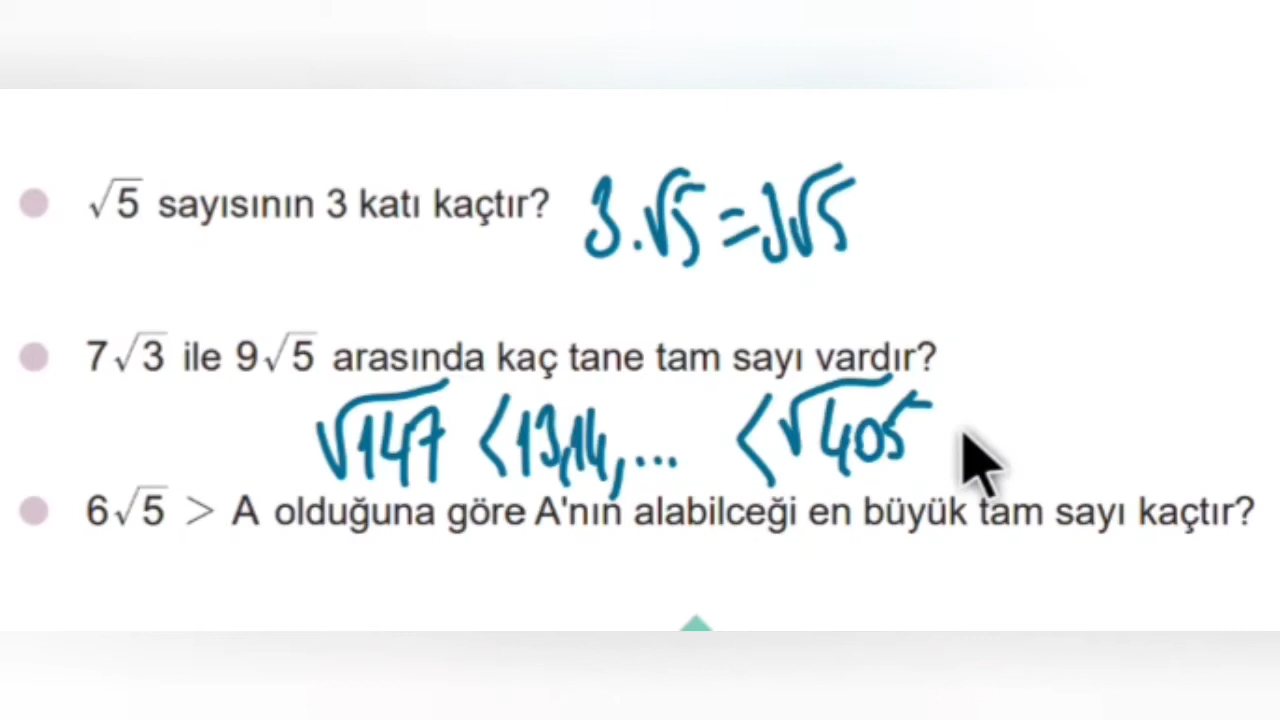 √5 sayısının 3 katı kaçtır? 3.√5=3√5
7√3 ile 9√5 arasında kaç tane tam sayı vardır?
√147 <13,14,... <√405
6√5 > A olduğuna göre A'nın alabilceği en büyük tam sayı kaçtır?